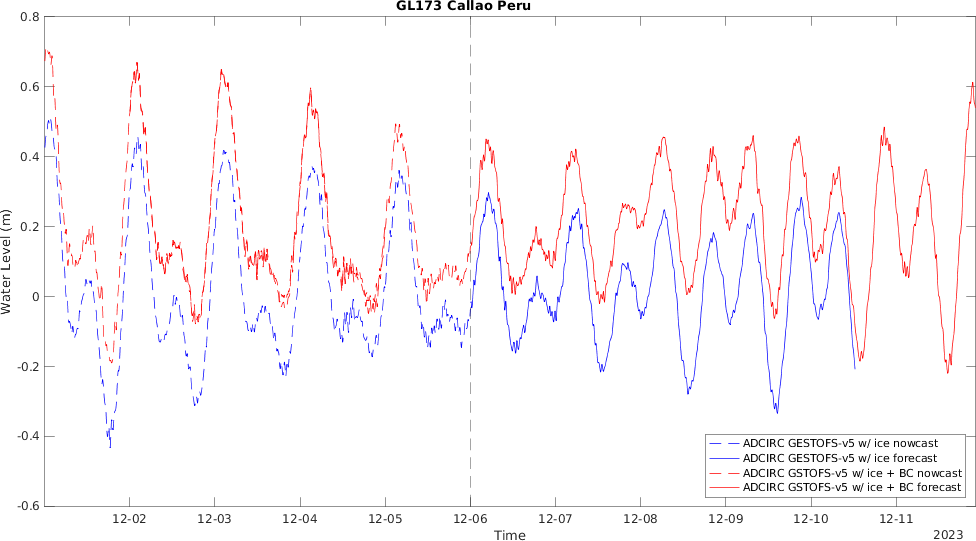 GL173 Callao Peru
0.8
0.6
0.4
0.2
0
-0.2
-0.4
-0.6
Water Level (m)
ADCIRC GESTOFS-v5 w/ ice nowcast
ADCIRC GESTOFS-v5 w/ ice forecast
ADCIRC GSTOFS-v5 w/ ice + BC nowcast
ADCIRC GSTOFS-v5 w/ ice + BC forecast
12-02 12-03 12-04 12-05 12-06 12-07 12-08 12-09 12-10 12-11
Time
2023